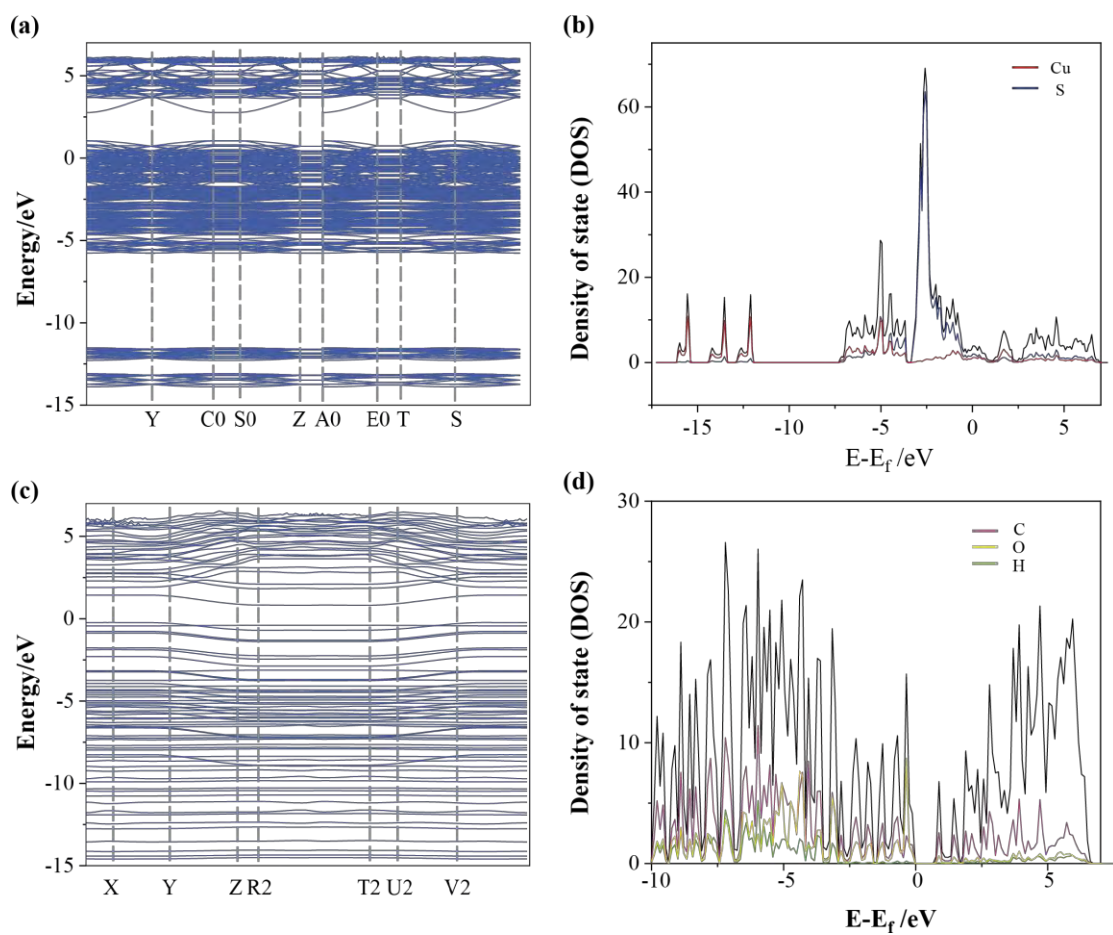 (a)
5
0
-5
-10
-15
Energy/eV
Y C0 S0 Z A0 E0 T S
(b)
60
40
20
0
Density of state (DOS)
Cu
S
-15 -10 -5 0 5
E-Ef /eV
(c)
5
0
-5
-10
-15
Energy/eV
X Y Z R2 T2 U2 V2
(d)
30
20
10
0
Density of state (DOS)
C
O
H
-10 -5 0 5
E-Ef /eV